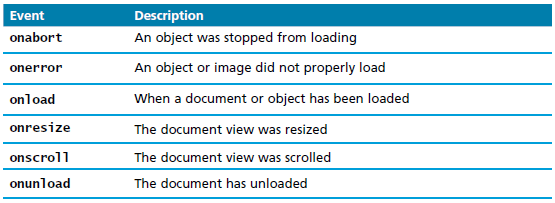 Event Description
onabort An object was stopped from loading
onerror An object or image did not properly load
onload When a document or object has been loaded
onresize The document view was resized
onscroll The document view was scrolled
onunload The document has unloaded